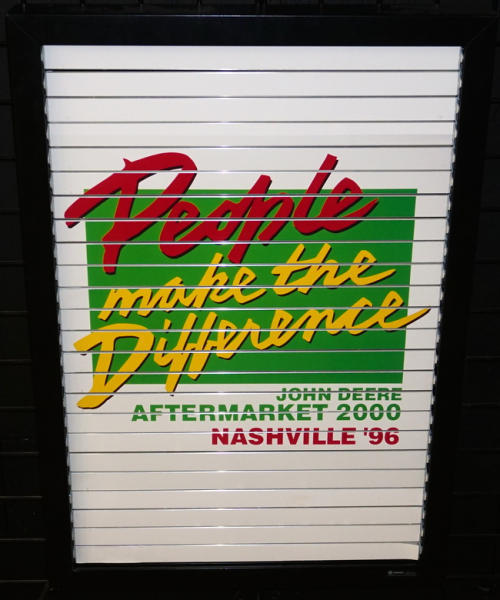 People
make the
Difference
JOHN DEERE
AFTERMARKET 2000
NASHVILLE '96